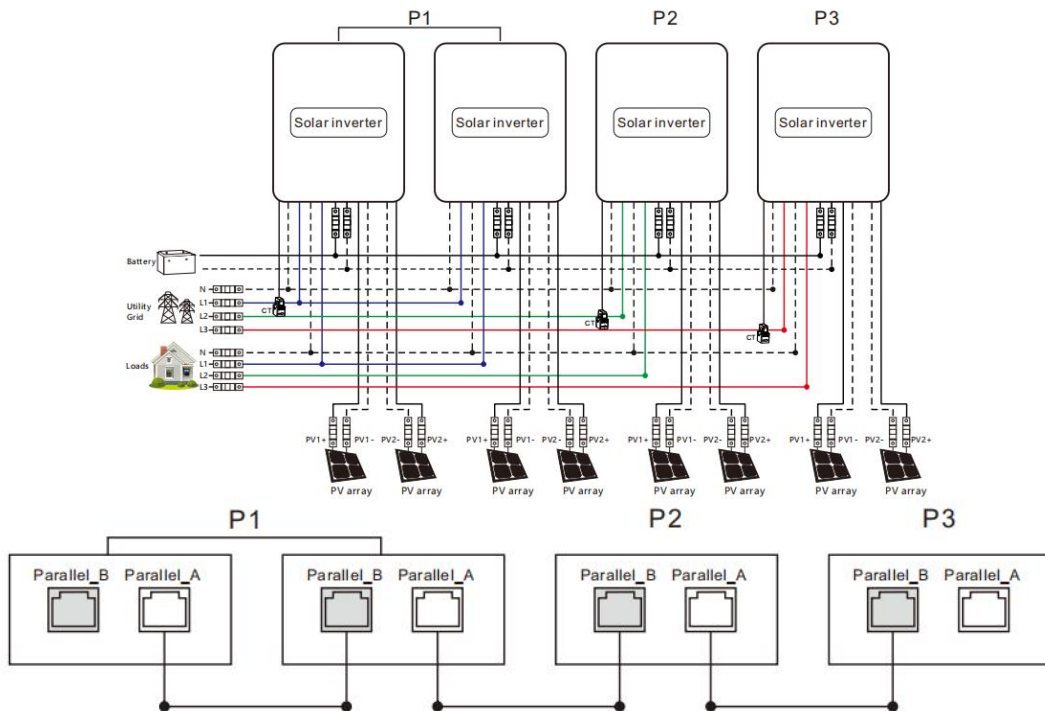 P1 P2 P3
Solar inverter Solar inverter Solar inverter Solar inverter
Battery
N
Utility Grid
L1
L2
L3
CT CT CT
Loads
N
L1
L2
L3
PV1+ PV1- PV2- PV2+ PV1+ PV1- PV2- PV2+ PV1+ PV1- PV2- PV2+ PV1+ PV1- PV2- PV2+
PV array PV array PV array PV array PV array PV array PV array PV array
P1 P2 P3
Parallel_B Parallel_A Parallel_B Parallel_A Parallel_B Parallel_A Parallel_B Parallel_A